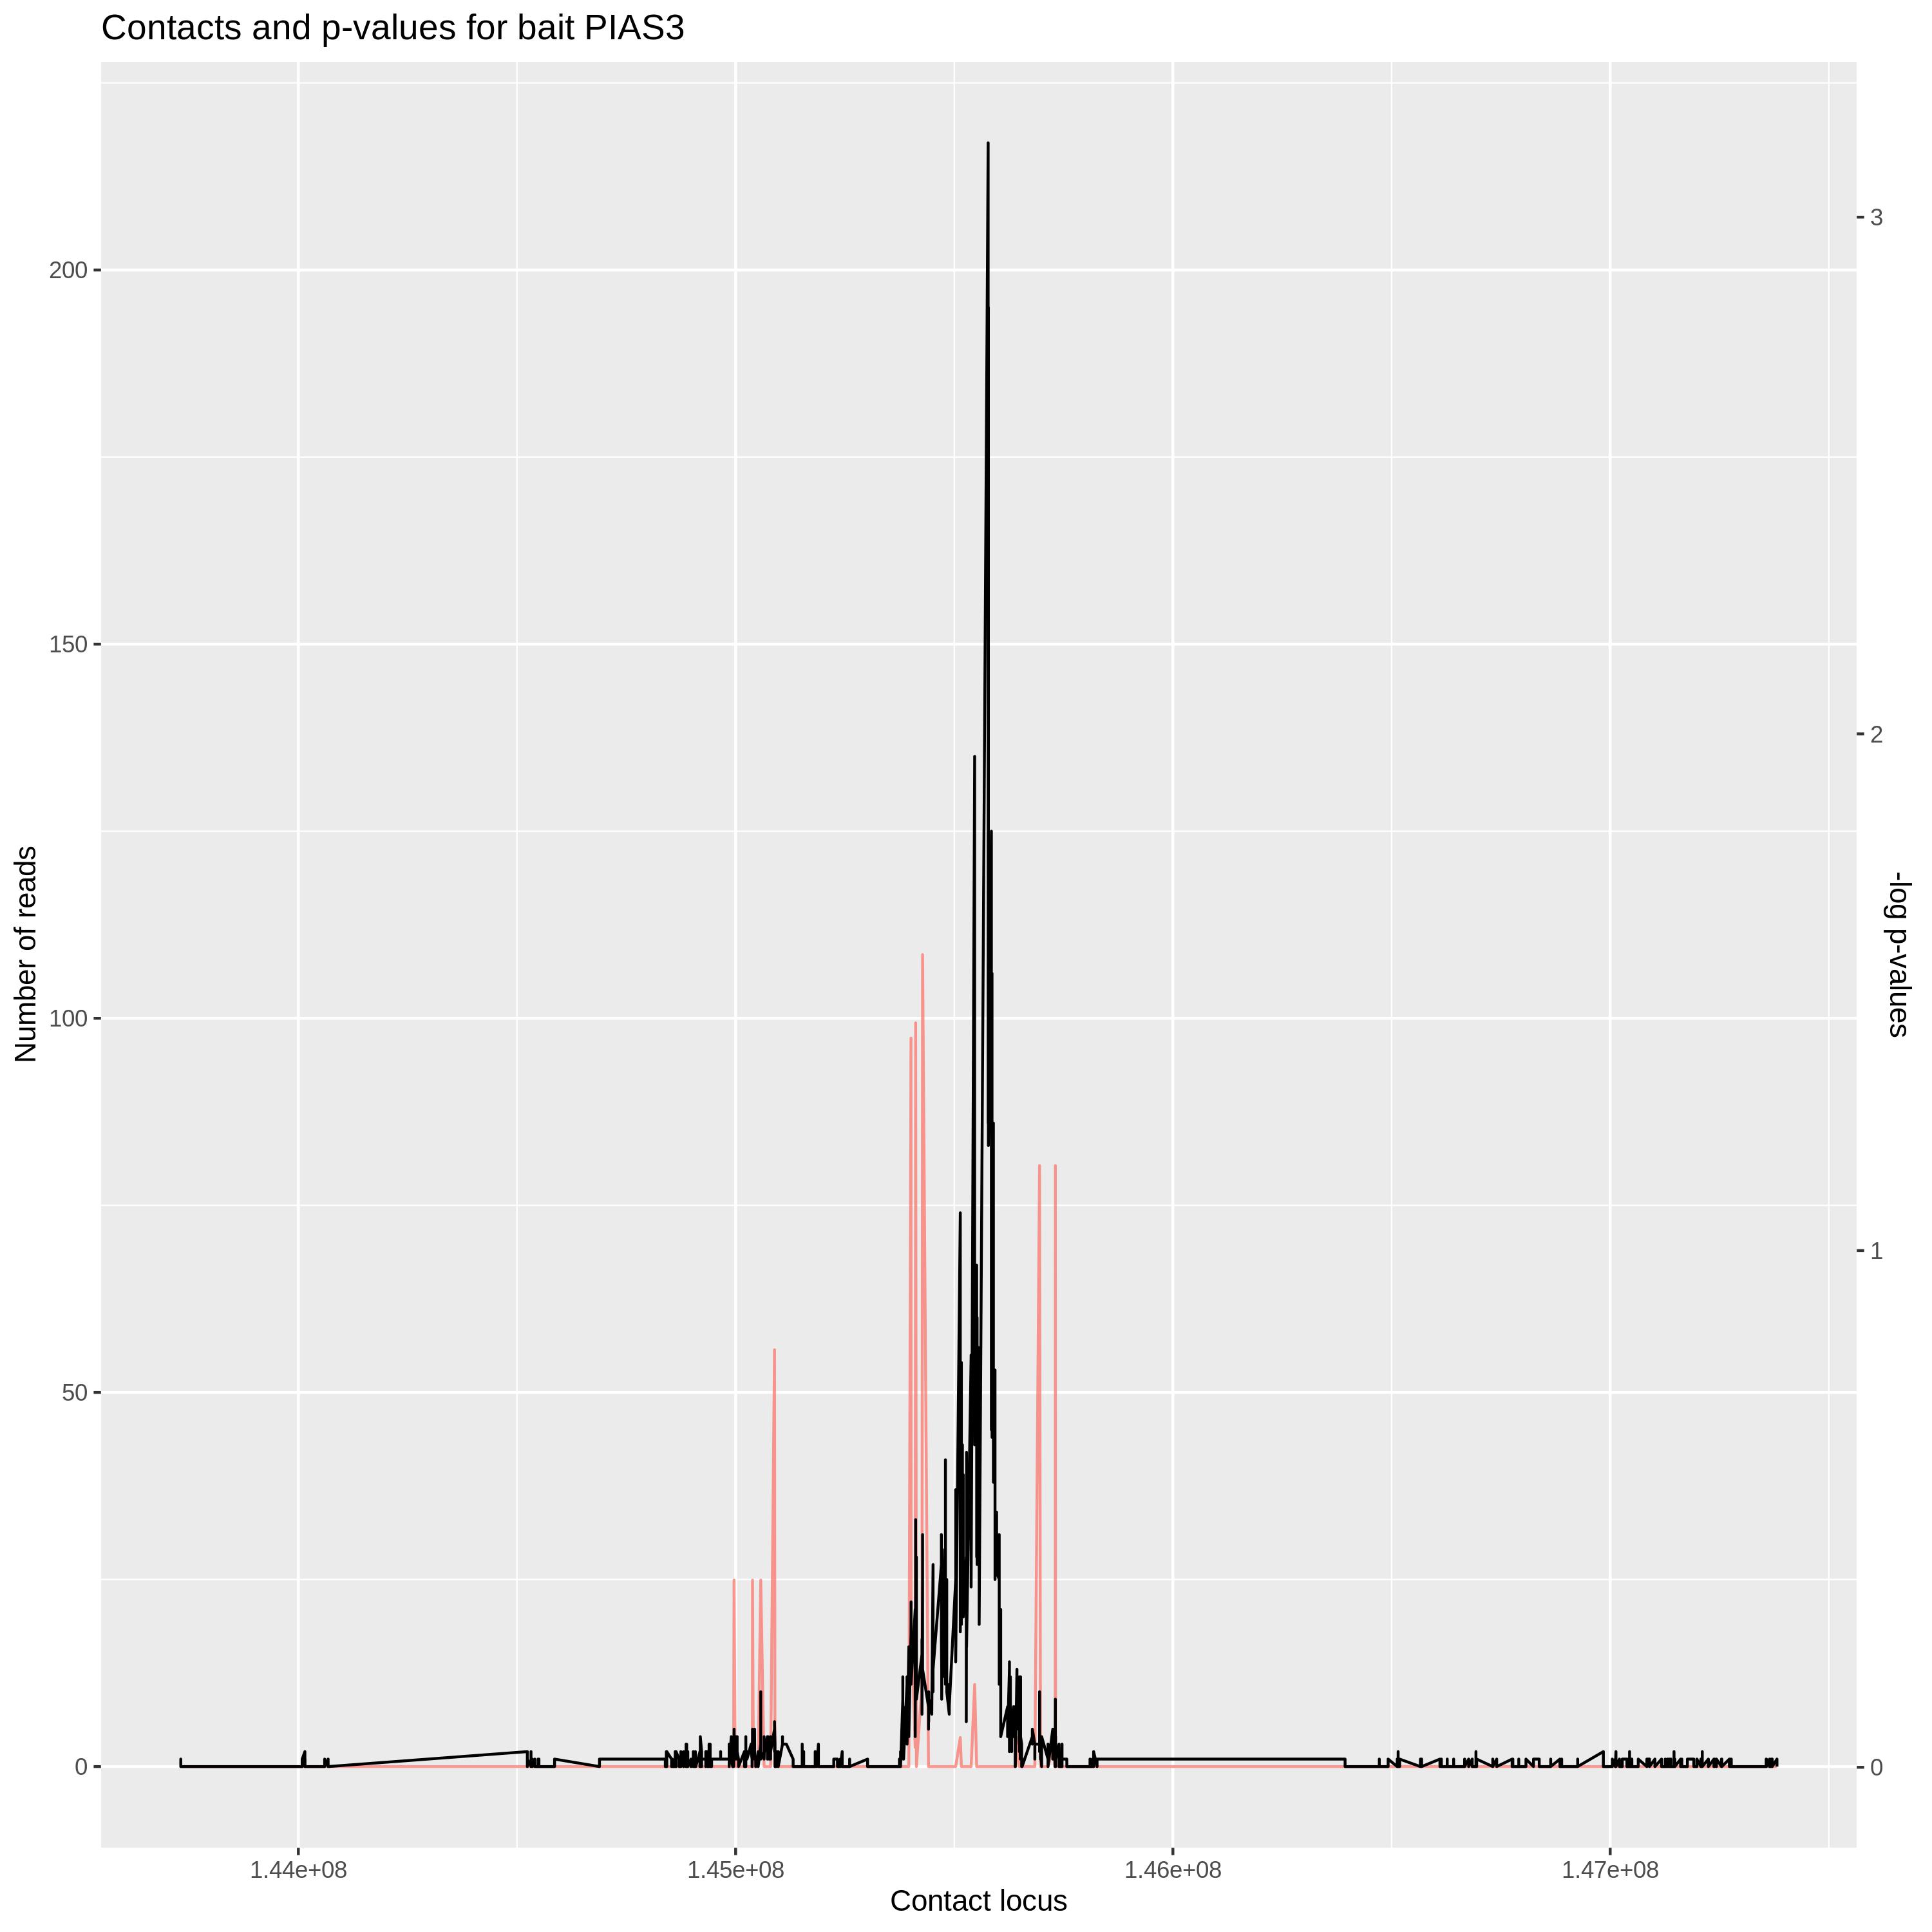 Contacts and p-values for bait PIAS3
Number of reads
200
150
100
50
0
3
2
1
0
-log p-values
1.44e+08
1.45e+08
1.46e+08
1.47e+08
Contact locus